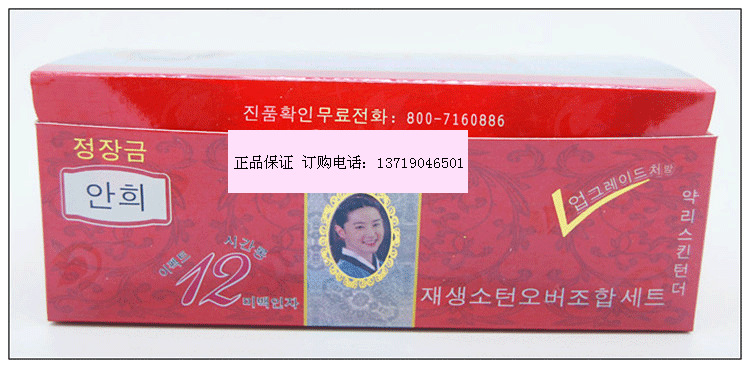 진품확인무료전화: 800-7160886
正品保证 订购电话: 13719046501
정장금
안희
업그레이드처방
약리스킨턴더
이펙트
시간중
12
미백인자
재생소턴오버조합세트